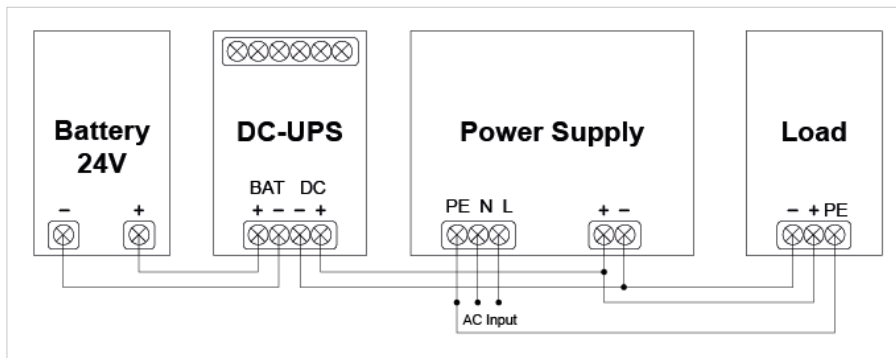 Battery
24V
- +
DC-UPS
BAT DC
+ - - +
Power Supply
PE N L
+ -
AC Input
Load
- + PE